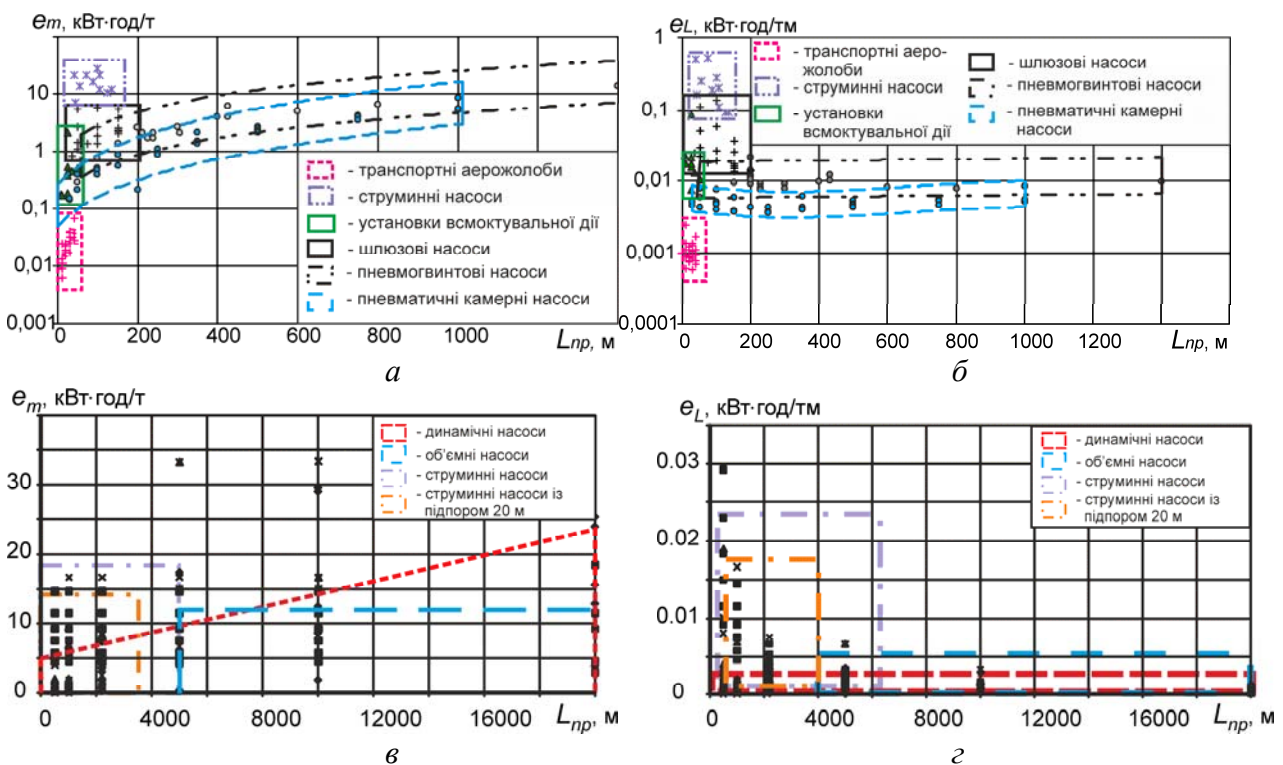 em, кВт·год/т
10
1
0,1
0,01
0,001
0
200
400
600
800
1000
Lпр, м
- транспортні аерожолоби
- струминні насоси
- установки всмоктувальної дії
- шлюзові насоси
- пневмогвинтові насоси
- пневматичні камерні насоси
а
eL, кВт·год/тм
1
0,1
0,01
0,001
0,0001
0
200
400
600
800
1000
1200
Lпр, м
- транспортні аеро-
жолоби
- струминні насоси
- установки
всмоктувальної дії
- шлюзові насоси
- пневмогвинтові насоси
- пневматичні камерні
насоси
б
em, кВт·год/т
30
20
10
0
0
4000
8000
12000
16000
Lпр, м
- динамічні насоси
- об'ємні насоси
- струминні насоси
- струминні насоси із
підпором 20 м
в
eL, кВт·год/тм
0.03
0.02
0.01
0
0
4000
8000
12000
16000
Lпр, м
- динамічні насоси
- об'ємні насоси
- струминні насоси
- струминні насоси із
підпором 20 м
г